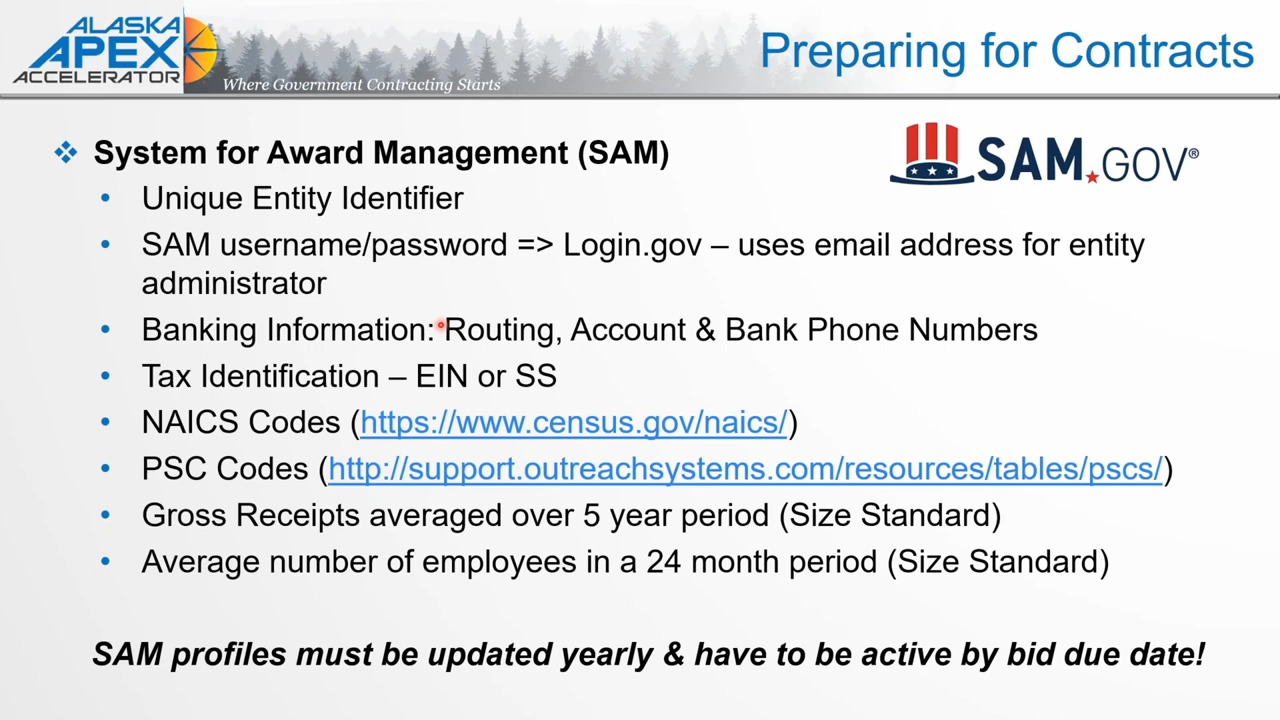 ALASKA
APEX
ACCELERATOR
Where Government Contracting Starts
Preparing for Contracts
❖ System for Award Management (SAM)
SAM.GOV®
• Unique Entity Identifier
• SAM username/password => Login.gov – uses email address for entity
administrator
• Banking Information: Routing, Account & Bank Phone Numbers
• Tax Identification – EIN or SS
• NAICS Codes (https://www.census.gov/naics/)
• PSC Codes (http://support.outreachsystems.com/resources/tables/pscs/)
• Gross Receipts averaged over 5 year period (Size Standard)
• Average number of employees in a 24 month period (Size Standard)
SAM profiles must be updated yearly & have to be active by bid due date!